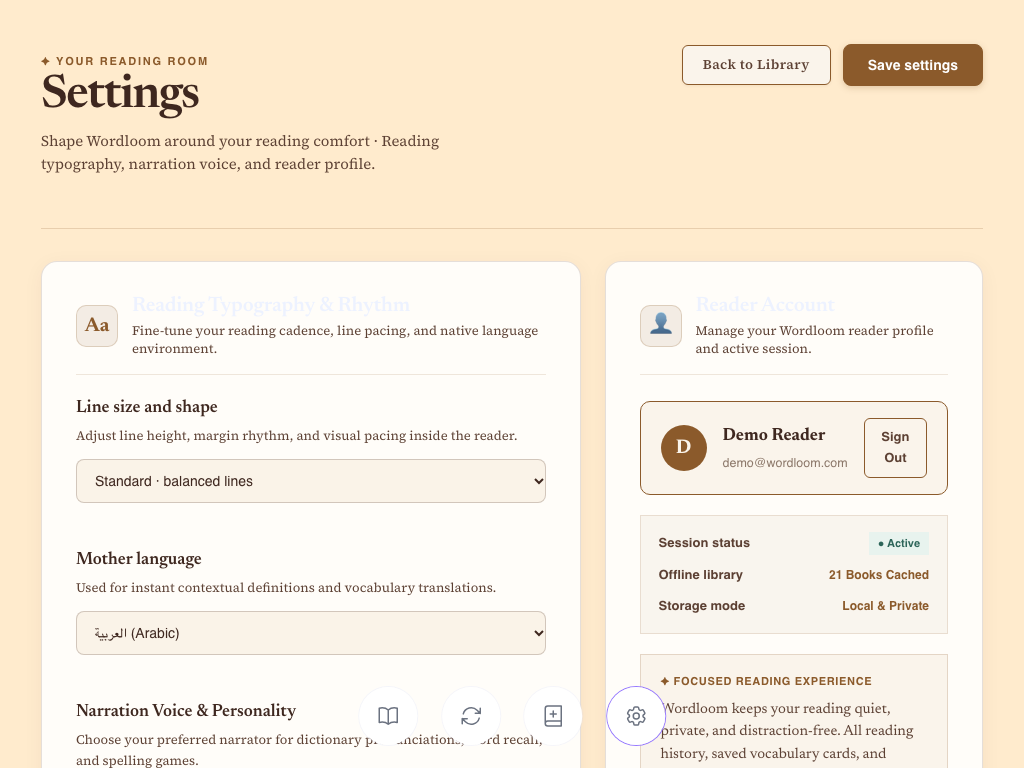 ✦ YOUR READING ROOM
Settings
Shape Wordloom around your reading comfort · Reading
typography, narration voice, and reader profile.
Back to Library
Save settings
Aa
Reading Typography & Rhythm
Fine-tune your reading cadence, line pacing, and native language
environment.
Line size and shape
Adjust line height, margin rhythm, and visual pacing inside the reader.
Standard · balanced lines
Mother language
Used for instant contextual definitions and vocabulary translations.
العربية (Arabic)
Narration Voice & Personality
Choose your preferred narrator for dictionary recall,
and spelling games.
Reader Account
Manage your Wordloom reader profile
and active session.
D
Demo Reader
demo@wordloom.com
Sign
Out
Session status
● Active
Offline library
21 Books Cached
Storage mode
Local & Private
✦ FOCUSED READING EXPERIENCE
Wordloom keeps your reading quiet,
private, and distraction-free. All reading
history, saved vocabulary cards, and